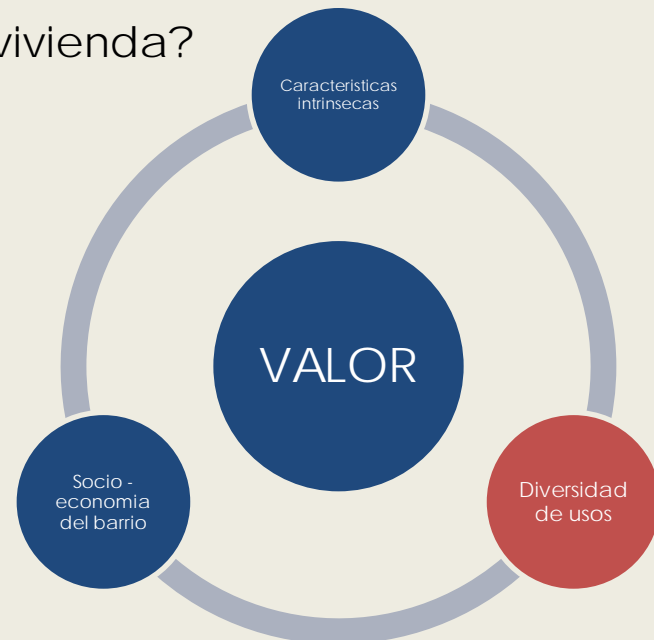 vivienda?
Caracteristicas
intrinsecas
VALOR
Socio -
economia
del barrio
Diversidad
de usos